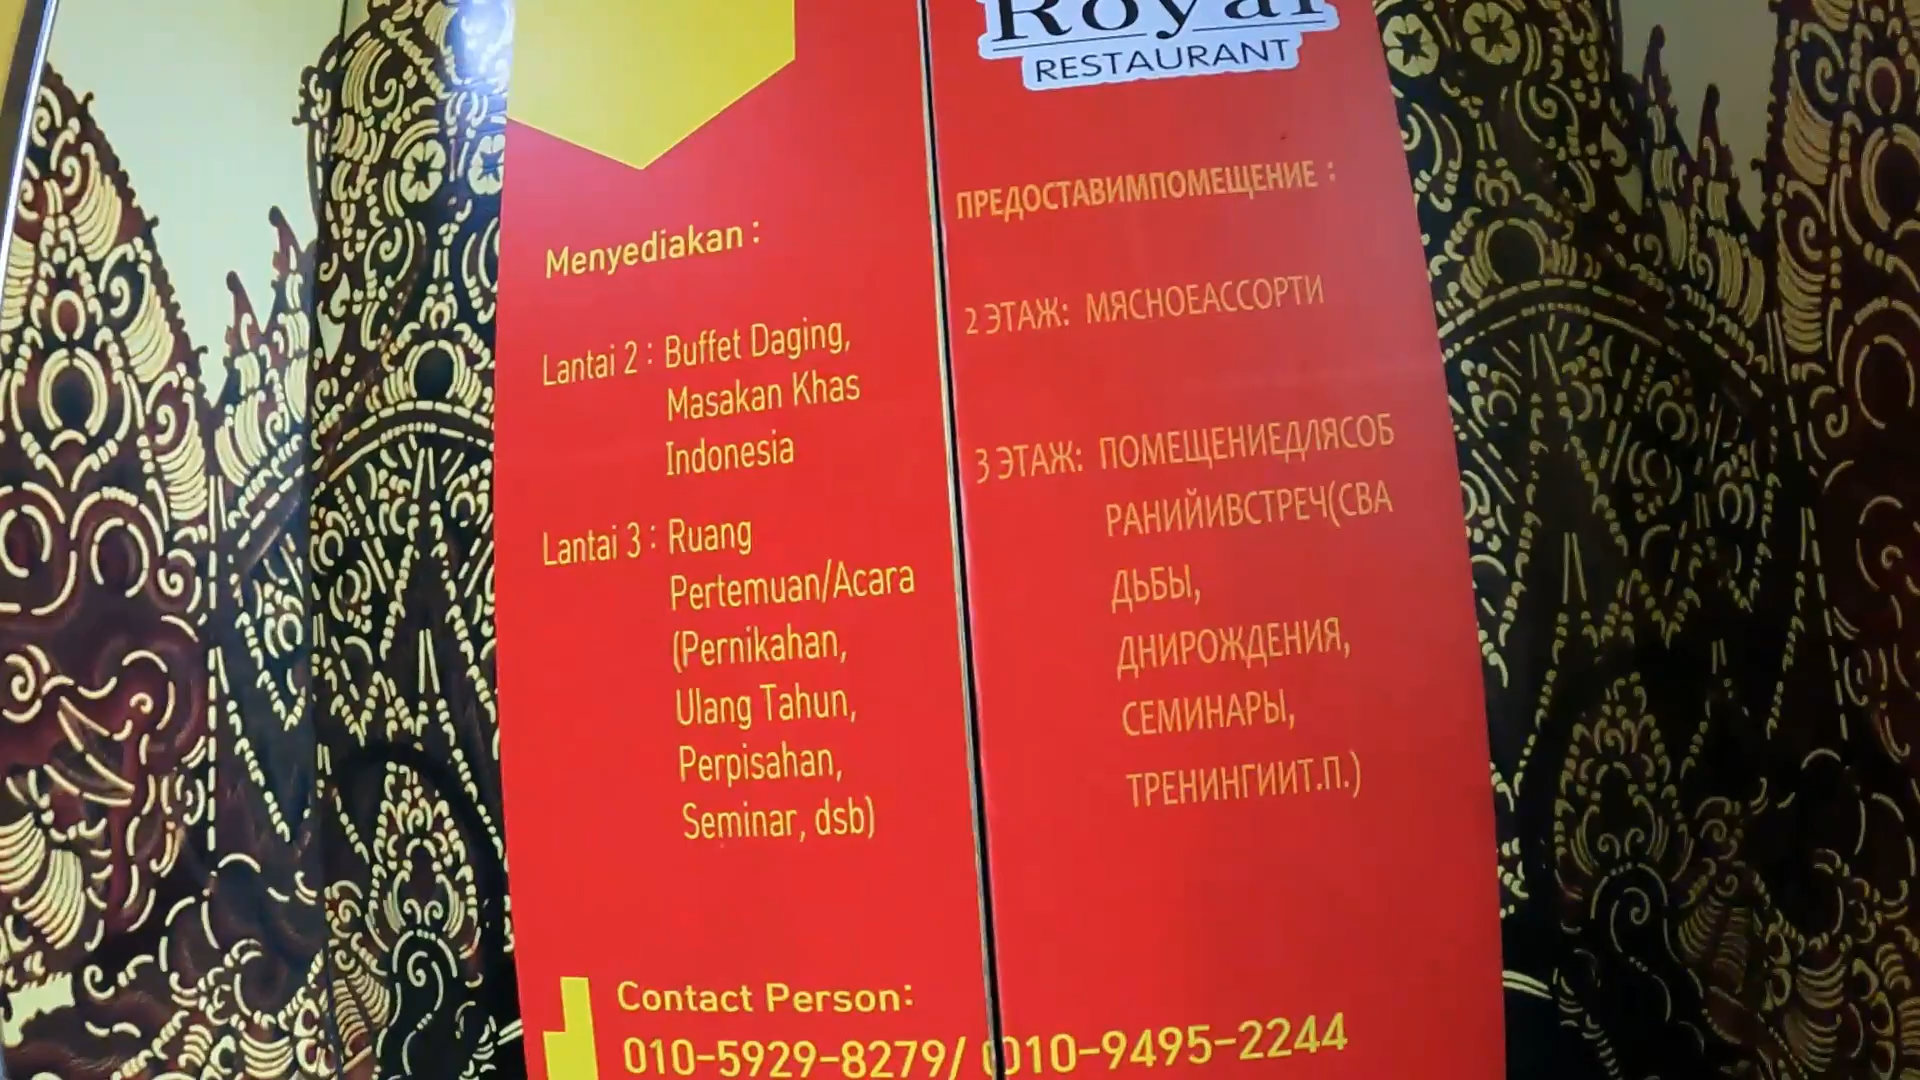 Royal
RESTAURANT
Menyediakan :
Lantai 2 : Buffet Daging,
Masakan Khas
Indonesia
Lantai 3 : Ruang
Pertemuan/Acara
(Pernikahan,
Ulang Tahun,
Perpisahan,
Seminar, dsb)
ПРЕДОСТАВИМПОМЕЩЕНИЕ :
2 ЭТАЖ: МЯСНОЕАССОРТИ
3 ЭТАЖ: ПОМЕЩЕНИЕДЛЯСОБ
РАНИЙИВСТРЕЧ(СВА
ДЬБЫ,
ДНИРОЖДЕНИЯ,
СЕМИНАРЫ,
ТРЕНИНГИИТ.П.)
Contact Person:
010-5929-8279/ 010-9495-2244